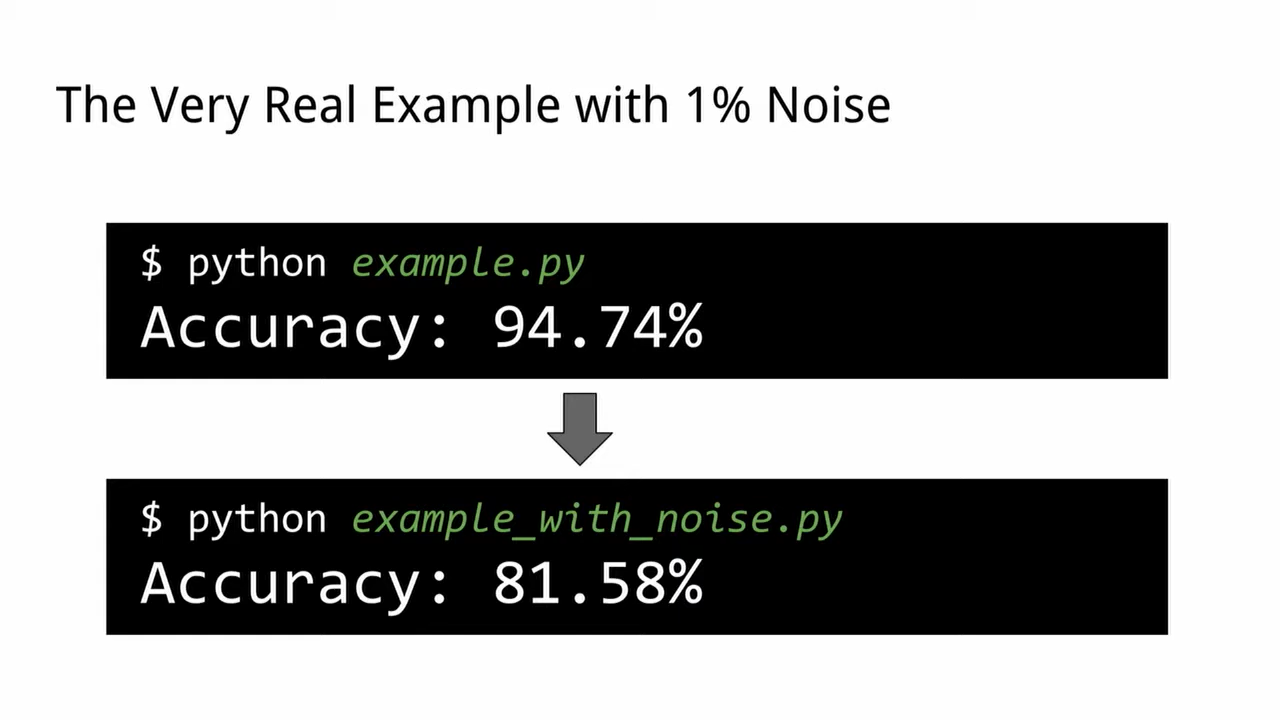 The Very Real Example with 1% Noise
$ python example.py
Accuracy: 94.74%
$ python example_with_noise.py
Accuracy: 81.58%